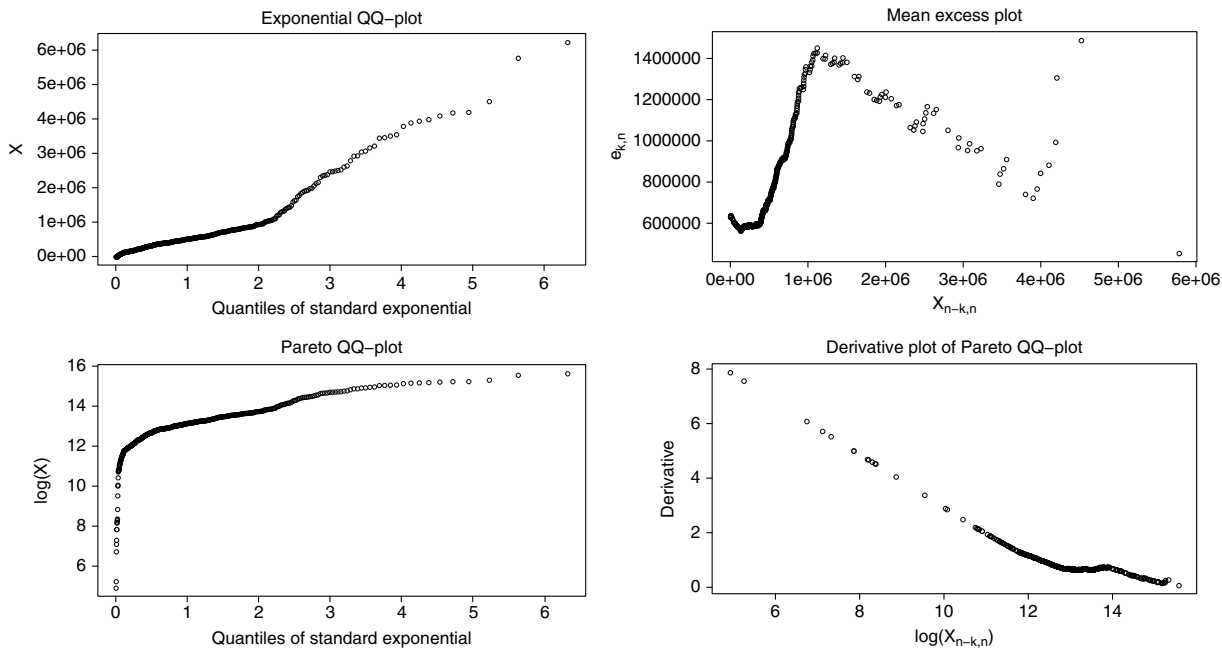 Exponential QQ-plot
X
6e+06
5e+06
4e+06
3e+06
2e+06
1e+06
0e+00
0 1 2 3 4 5 6
Quantiles of standard exponential
Mean excess plot
e_{k,n}
1400000
1200000
1000000
800000
600000
0e+00 1e+06 2e+06 3e+06 4e+06 5e+06 6e+06
X_{n-k,n}
Pareto QQ-plot
log(X)
16
14
12
10
8
6
0 1 2 3 4 5 6
Quantiles of standard exponential
Derivative plot of Pareto QQ-plot
Derivative
8
6
4
2
0
6 8 10 12 14
log(X_{n-k,n})